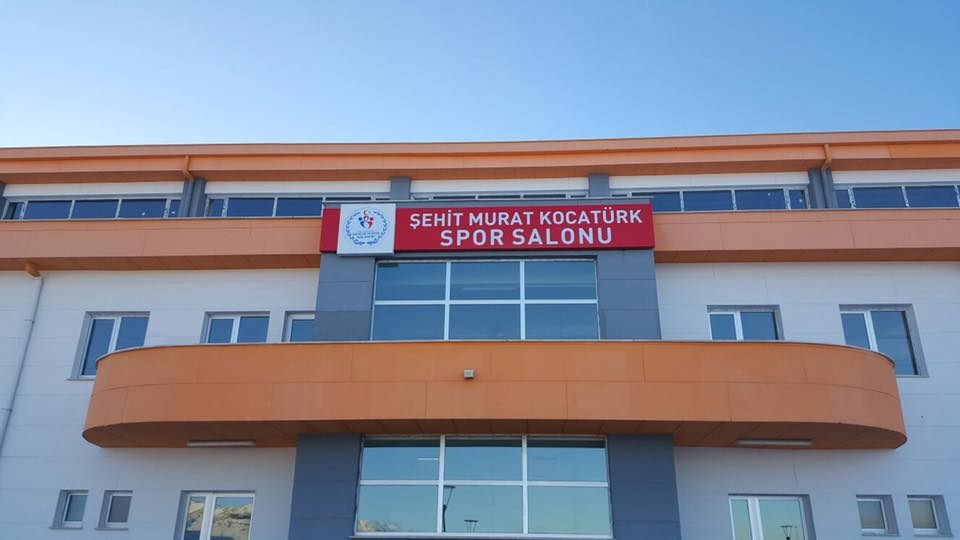 ŞEHİT MURAT KOCATÜRK
SPOR SALONU